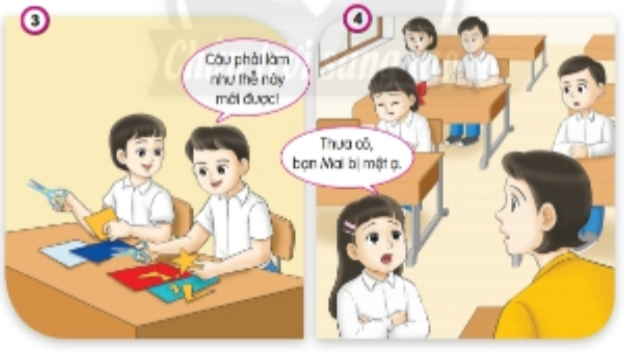 3
Cậu phải làm
như thế này
mới được!
4
Thưa cô,
bạn Mai bị mệt ạ.